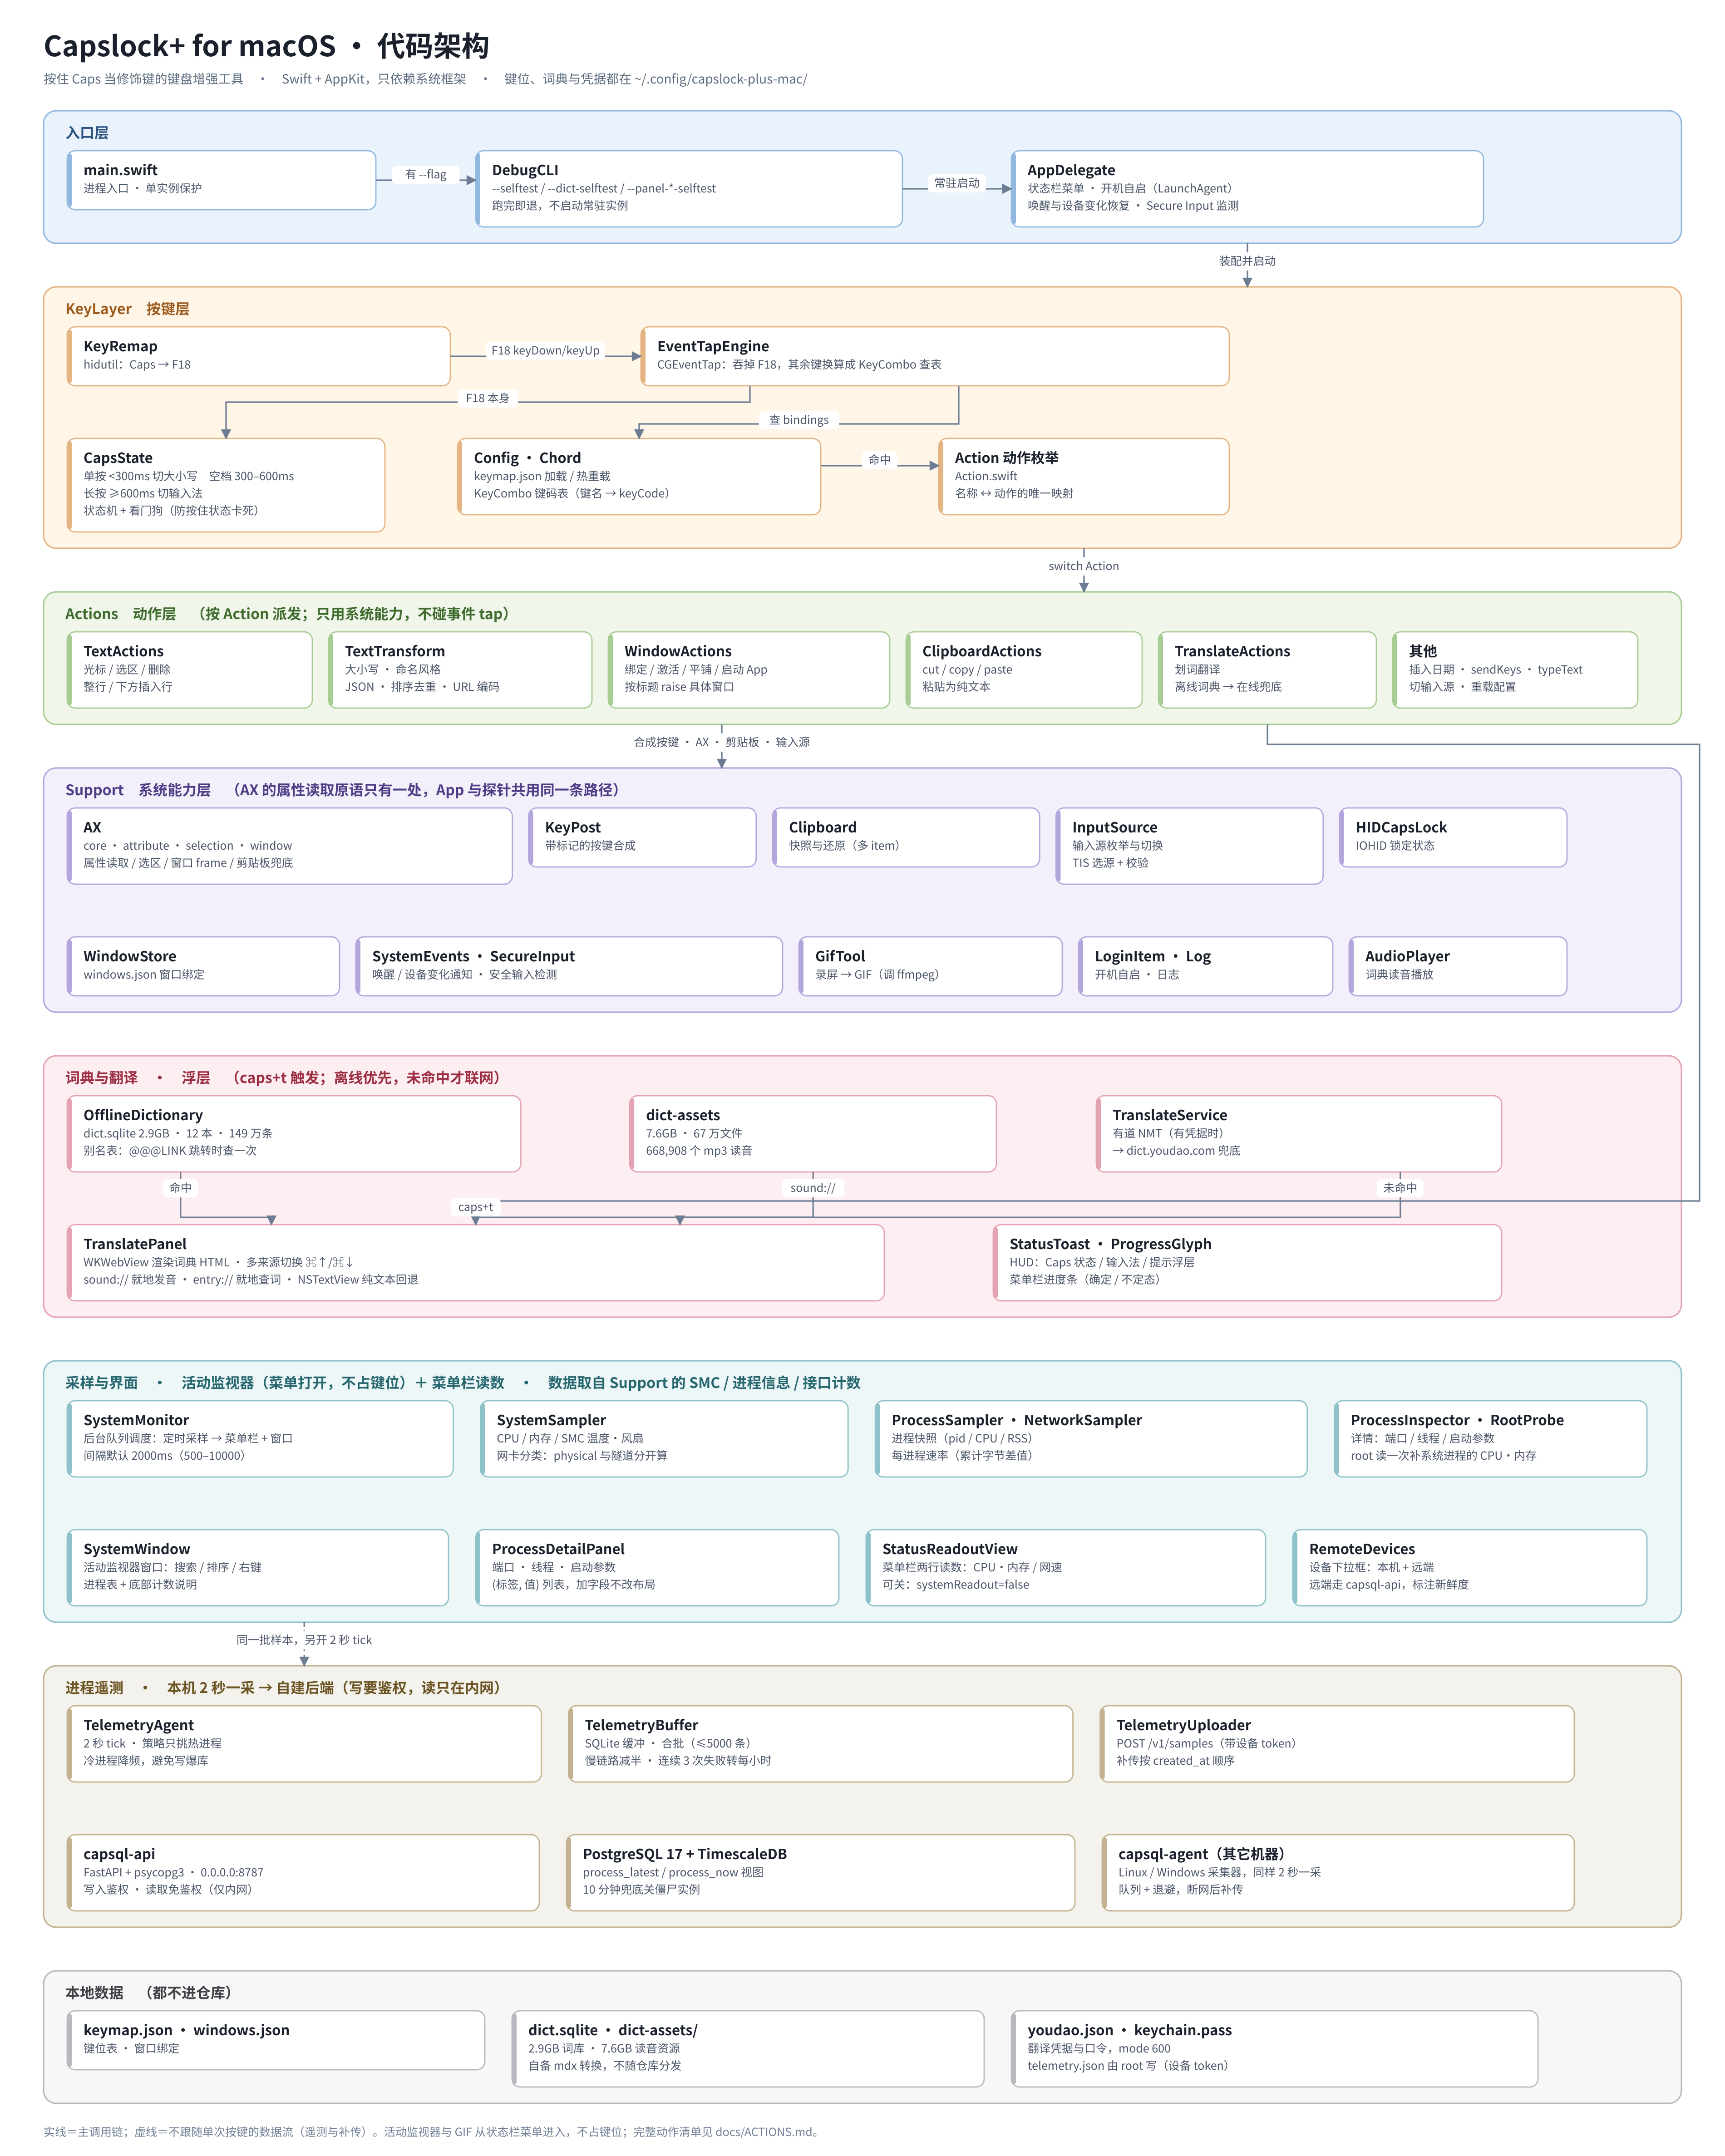 Capslock+ for macOS · 代码架构
按住 Caps 当修饰键的键盘增强工具 · Swift + AppKit，只依赖系统框架 · 键位、词典与凭据都在 ~/.config/capslock-plus-mac/
入口层
main.swift
进程入口 · 单实例保护
有 --flag
DebugCLI
--selftest / --dict-selftest / --panel-*-selftest
跑完即退，不启动常驻实例
常驻启动
AppDelegate
状态栏菜单 · 开机自启（LaunchAgent）
唤醒与设备变化恢复 · Secure Input 监测
装配并启动
KeyLayer 按键层
KeyRemap
hidutil：Caps → F18
F18 keyDown/keyUp
EventTapEngine
CGEventTap：吞掉 F18，其余键换算成 KeyCombo 查表
F18 本身
查 bindings
CapsState
单按 <300ms 切大小写 空档 300–600ms
长按 ≥600ms 切输入法
状态机 + 看门狗（防按住状态卡死）
Config · Chord
keymap.json 加载 / 热重载
KeyCombo 键码表（键名 → keyCode）
命中
Action 动作枚举
Action.swift
名称 ↔ 动作的唯一映射
switch Action
Actions 动作层 （按 Action 派发；只用系统能力，不碰事件 tap）
TextActions
光标 / 选区 / 删除
整行 / 下方插入行
TextTransform
大小写 · 命名风格
JSON · 排序去重 · URL 编码
WindowActions
绑定 / 激活 / 平铺 / 启动 App
按标题 raise 具体窗口
ClipboardActions
cut / copy / paste
粘贴为纯文本
TranslateActions
划词翻译
离线词典 → 在线兜底
其他
插入日期 · sendKeys · typeText
切输入源 · 重载配置
合成按键 · AX · 剪贴板 · 输入源
Support 系统能力层 （AX 的属性读取原语只有一处，App 与探针共用同一条路径）
AX
core · attribute · selection · window
属性读取 / 选区 / 窗口 frame / 剪贴板兜底
KeyPost
带标记的按键合成
Clipboard
快照与还原（多 item）
InputSource
输入源枚举与切换
TIS 选源 + 校验
HIDCapsLock
IOHID 锁定状态
WindowStore
windows.json 窗口绑定
SystemEvents · SecureInput
唤醒 / 设备变化通知 · 安全输入检测
GifTool
录屏 → GIF（调 ffmpeg）
LoginItem · Log
开机自启 · 日志
AudioPlayer
词典读音播放
词典与翻译 · 浮层 （caps+t 触发；离线优先，未命中才联网）
OfflineDictionary
dict.sqlite 2.9GB · 12 本 · 149 万条
别名表：@@@LINK 跳转时查一次
dict-assets
7.6GB · 67 万文件
668,908 个 mp3 读音
TranslateService
有道 NMT（有凭据时）
→ dict.youdao.com 兜底
命中
sound://
未命中
caps+t
TranslatePanel
WKWebView 渲染词典 HTML · 多来源切换 ⌘↑/⌘↓
sound:// 就地发音 · entry:// 就地查词 · NSTextView 纯文本回退
StatusToast · ProgressGlyph
HUD：Caps 状态 / 输入法 / 提示浮层
菜单栏进度条（确定 / 不定态）
采样与界面 · 活动监视器（菜单打开，不占键位）＋ 菜单栏读数 · 数据取自 Support 的 SMC / 进程信息 / 接口计数
SystemMonitor
后台队列调度：定时采样 → 菜单栏 + 窗口
间隔默认 2000ms（500–10000）
SystemSampler
CPU / 内存 / SMC 温度·风扇
网卡分类：physical 与隧道分开算
ProcessSampler · NetworkSampler
进程快照（pid / CPU / RSS）
每进程速率（累计字节差值）
ProcessInspector · RootProbe
详情：端口 / 线程 / 启动参数
root 读一次补系统进程的 CPU·内存
SystemWindow
活动监视器窗口：搜索 / 排序 / 右键
进程表 + 底部计数说明
ProcessDetailPanel
端口 · 线程 · 启动参数
(标签, 值) 列表，加字段不改布局
StatusReadoutView
菜单栏两行读数：CPU·内存 / 网速
可关：systemReadout=false
RemoteDevices
设备下拉框：本机 + 远端
远端走 capsql-api，标注新鲜度
同一批样本，另开 2 秒 tick
进程遥测 · 本机 2 秒一采 → 自建后端（写要鉴权，读只在内网）
TelemetryAgent
2 秒 tick · 策略只挑热进程
冷进程降频，避免写爆库
TelemetryBuffer
SQLite 缓冲 · 合批（≤5000 条）
慢链路减半 · 连续 3 次失败转每小时
TelemetryUploader
POST /v1/samples（带设备 token）
补传按 created_at 顺序
capsql-api
FastAPI + psycopg3 · 0.0.0.0:8787
写入鉴权 · 读取免鉴权（仅内网）
PostgreSQL 17 + TimescaleDB
process_latest / process_now 视图
10 分钟兜底关僵尸实例
capsql-agent（其它机器）
Linux / Windows 采集器，同样 2 秒一采
队列 + 退避，断网后补传
本地数据 （都不进仓库）
keymap.json · windows.json
键位表 · 窗口绑定
dict.sqlite · dict-assets/
2.9GB 词库 · 7.6GB 读音资源
自备 mdx 转换，不随仓库分发
youdao.json · keychain.pass
翻译凭据与口令，mode 600
telemetry.json 由 root 写（设备 token）
实线＝主调用链；虚线＝不跟随单次按键的数据流（遥测与补传）。活动监视器与 GIF 从状态栏菜单进入，不占键位；完整动作清单见 docs/ACTIONS.md。